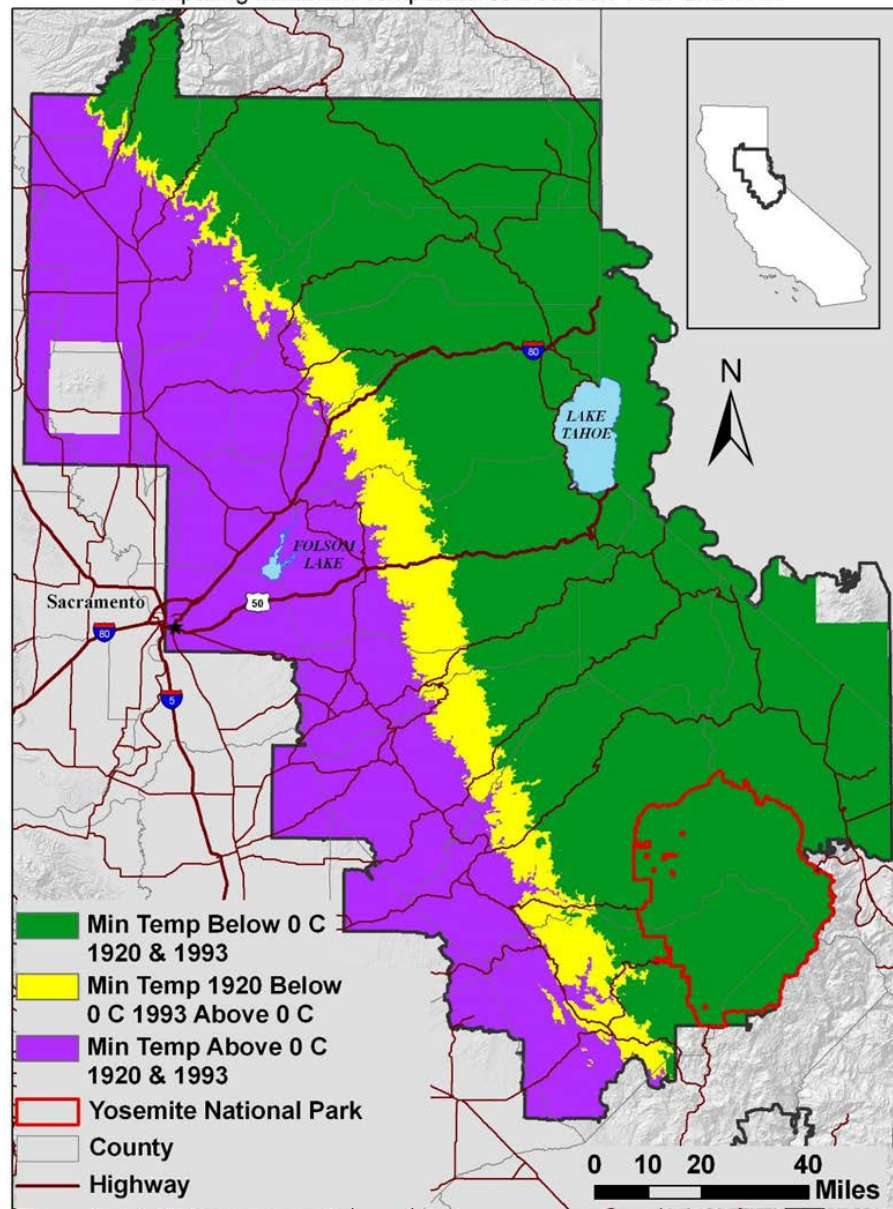 80
LAKE
TAHOE
N
FOLSOM
LAKE
Sacramento
50
80
5
Min Temp Below 0 C
1920 & 1993
Min Temp 1920 Below
0 C 1993 Above 0 C
Min Temp Above 0 C
1920 & 1993
Yosemite National Park
County
Highway
0 10 20 40
Miles